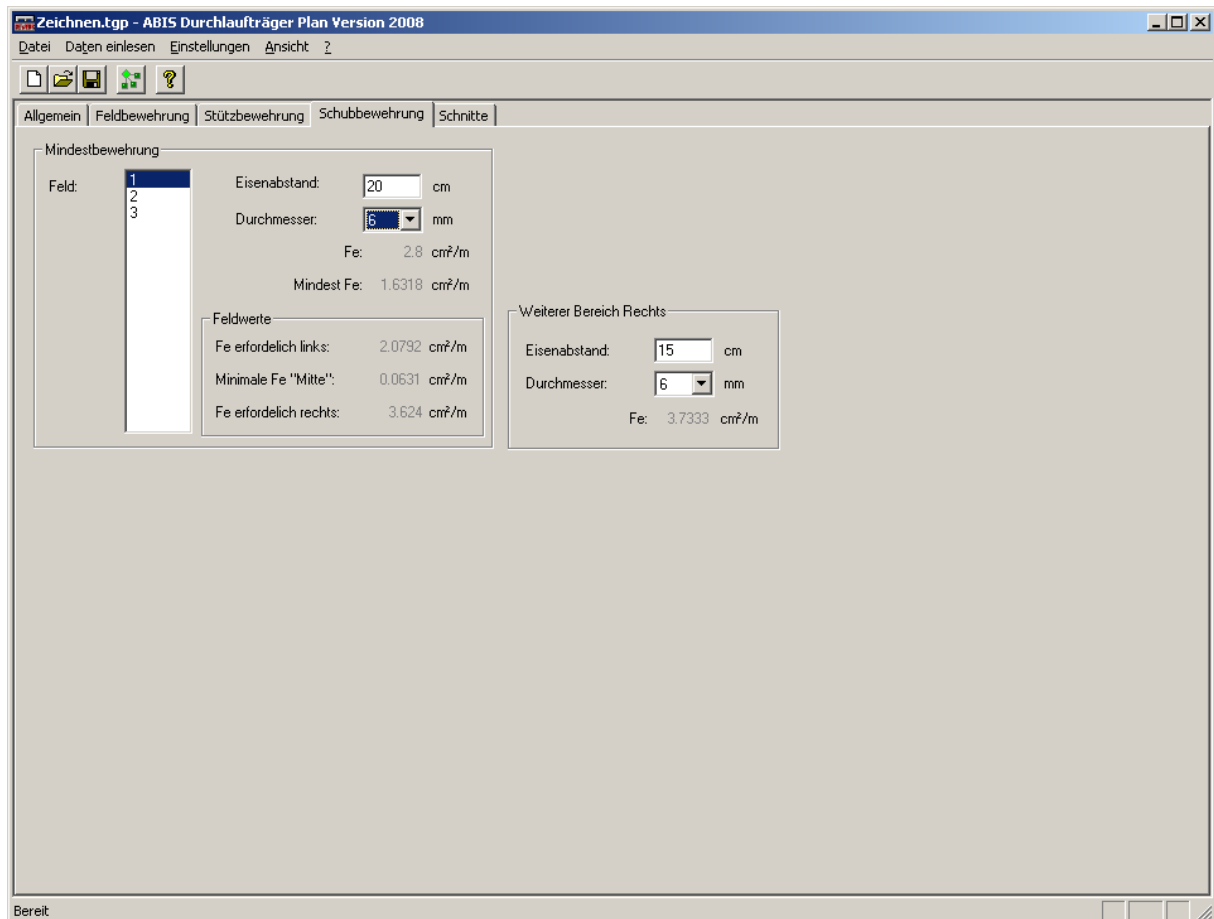 Zeichnen.tgp - ABIS Durchlaufträger Plan Version 2008
Datei Daten einlesen Einstellungen Ansicht ?
Allgemein Feldbewehrung Stützbewehrung Schubbewehrung Schnitte
Mindestbewehrung
Feld:
1
2
3
Eisenabstand: 20 cm
Durchmesser: 6 mm
Fe: 2.8 cm²/m
Mindest Fe: 1.6318 cm²/m
Feldwerte
Fe erfordelich links: 2.0792 cm²/m
Minimale Fe "Mitte": 0.0631 cm²/m
Fe erfordelich rechts: 3.624 cm²/m
Weiterer Bereich Rechts
Eisenabstand: 15 cm
Durchmesser: 6 mm
Fe: 3.7333 cm²/m
Bereit